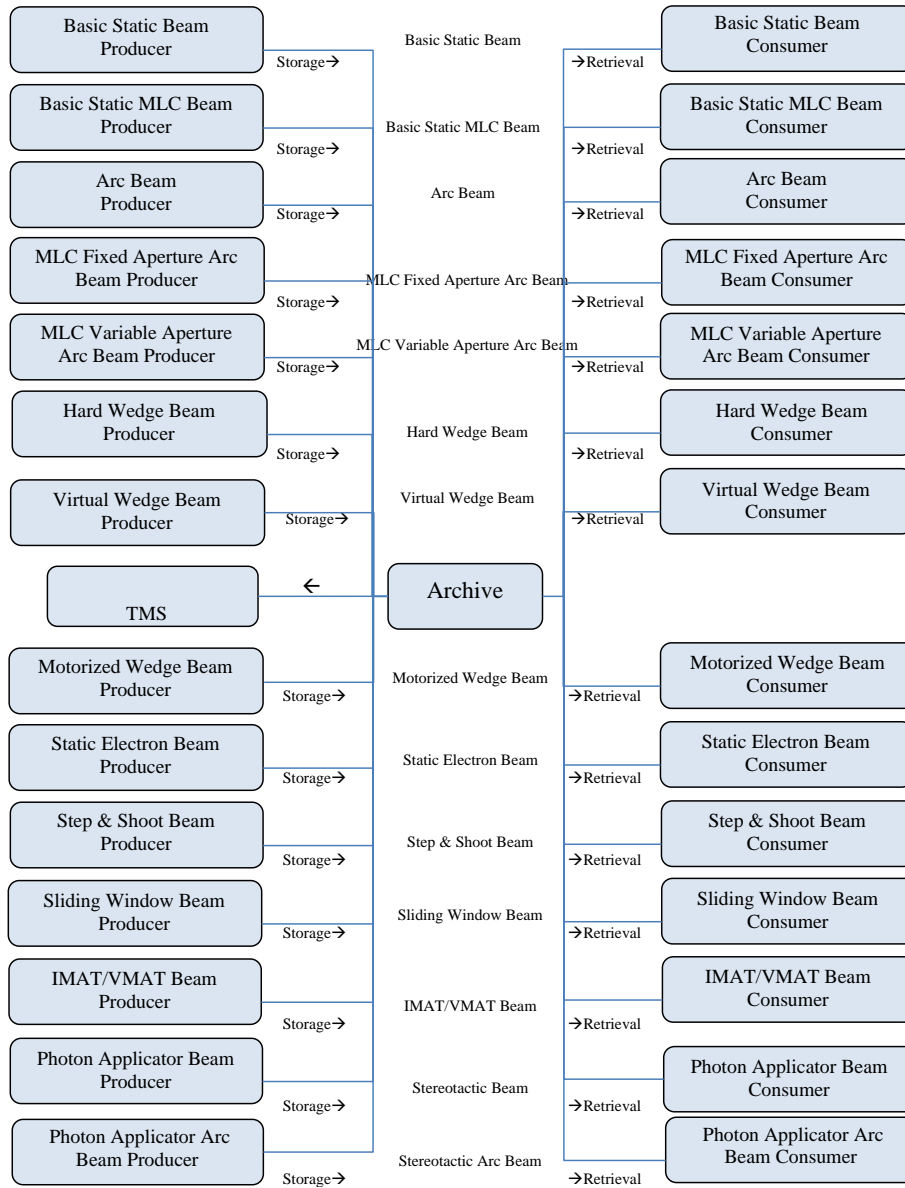 Basic Static Beam
Producer
Storage→
Basic Static Beam
→Retrieval
Basic Static Beam
Consumer
Basic Static MLC Beam
Producer
Storage→
Basic Static MLC Beam
→Retrieval
Basic Static MLC Beam
Consumer
Arc Beam
Producer
Storage→
Arc Beam
→Retrieval
Arc Beam
Consumer
MLC Fixed Aperture Arc
Beam Producer
Storage→
MLC Fixed Aperture Arc Beam
→Retrieval
MLC Fixed Aperture Arc
Beam Consumer
MLC Variable Aperture
Arc Beam Producer
Storage→
MLC Variable Aperture Arc Beam
→Retrieval
MLC Variable Aperture
Arc Beam Consumer
Hard Wedge Beam
Producer
Storage→
Hard Wedge Beam
→Retrieval
Hard Wedge Beam
Consumer
Virtual Wedge Beam
Producer
Storage→
Virtual Wedge Beam
→Retrieval
Virtual Wedge Beam
Consumer
TMS
←
Archive
Motorized Wedge Beam
Producer
Storage→
Motorized Wedge Beam
→Retrieval
Motorized Wedge Beam
Consumer
Static Electron Beam
Producer
Storage→
Static Electron Beam
→Retrieval
Static Electron Beam
Consumer
Step & Shoot Beam
Producer
Storage→
Step & Shoot Beam
→Retrieval
Step & Shoot Beam
Consumer
Sliding Window Beam
Producer
Storage→
Sliding Window Beam
→Retrieval
Sliding Window Beam
Consumer
IMAT/VMAT Beam
Producer
Storage→
IMAT/VMAT Beam
→Retrieval
IMAT/VMAT Beam
Consumer
Photon Applicator Beam
Producer
Storage→
Stereotactic Beam
→Retrieval
Photon Applicator Beam
Consumer
Photon Applicator Arc
Beam Producer
Storage→
Stereotactic Arc Beam
→Retrieval
Photon Applicator Arc
Beam Consumer